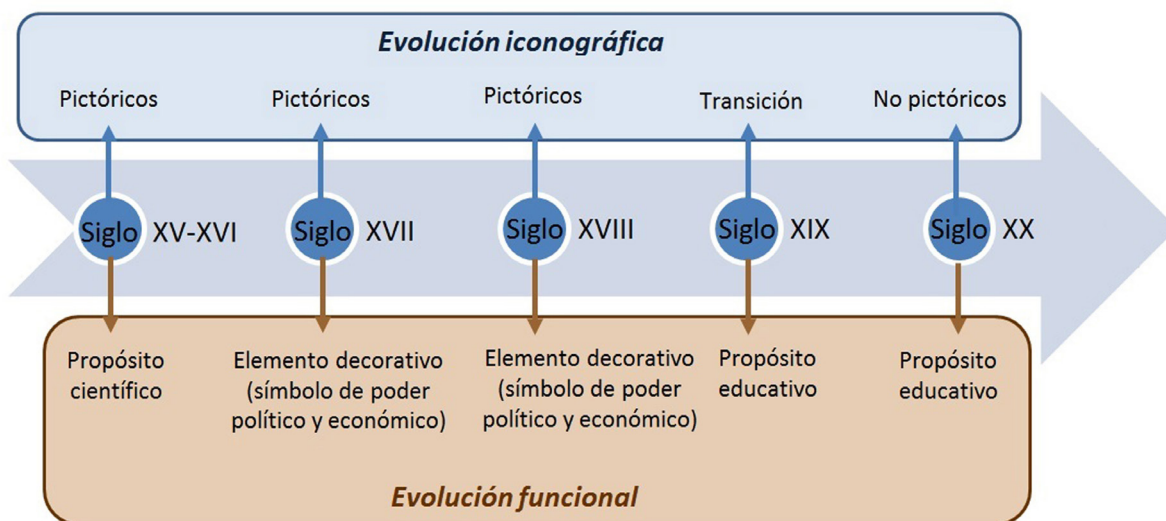 Evolución iconográfica
Pictóricos
Pictóricos
Pictóricos
Transición
No pictóricos
Siglo XV-XVI
Siglo XVII
Siglo XVIII
Siglo XIX
Siglo XX
Propósito
científico
Elemento decorativo
(símbolo de poder
político y económico)
Elemento decorativo
(símbolo de poder
político y económico)
Propósito
educativo
Propósito
educativo
Evolución funcional